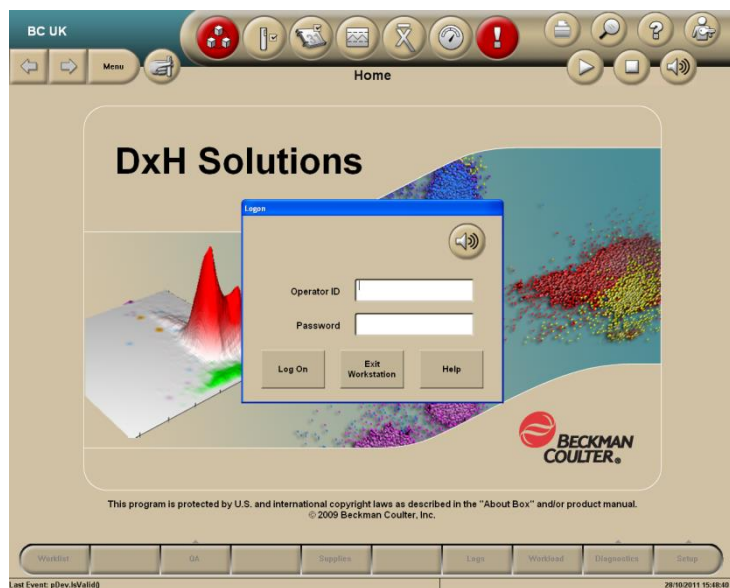 BC UK
Menu
Home
DxH Solutions
Logon
Operator ID
Password
Log On
Exit
Workstation
Help
BECKMAN
COULTER®
This program is protected by U.S. and international copyright laws as described in the "About Box" and/or product manual.
© 2009 Beckman Coulter, Inc.
Worklist
QA
Supplies
Logs
Workload
Diagnostics
Setup
Last Event: pDev.IsValid()
28/10/2011 15:48:40